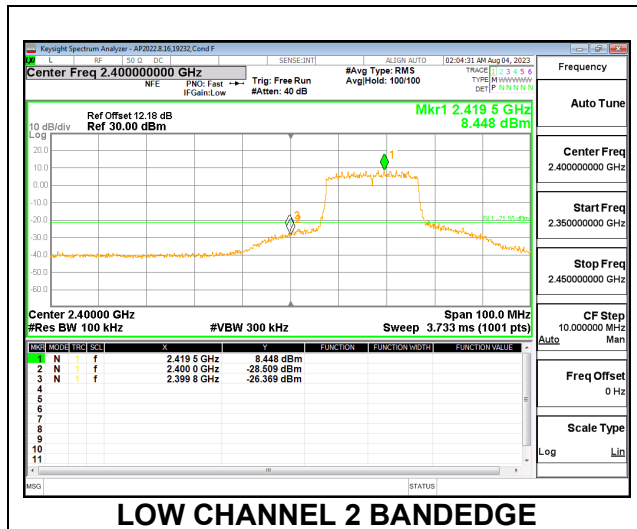 Keysight Spectrum Analyzer - AP2022.8.16,19232,Cond F
L RF 50 Ω DC SENSE:INT ALIGN AUTO 02:04:31 AM Aug 04, 2023
Center Freq 2.400000000 GHz
NFE PNO: Fast Trig: Free Run
IFGain:Low #Atten: 40 dB
#Avg Type: RMS
Avg|Hold: 100/100
TRACE 1 2 3 4 5 6
TYPE M W W W W W
DET P N N N N N
Ref Offset 12.18 dB
Ref 30.00 dBm
10 dB/div
Log
Mkr1 2.419 5 GHz
8.448 dBm
1
20.0
10.0
0.00
-10.0
-20.0
DL1 -21.55 dBm
3
-30.0
-40.0
-50.0
-60.0
Center 2.40000 GHz Span 100.0 MHz
#Res BW 100 kHz #VBW 300 kHz Sweep 3.733 ms (1001 pts)
MKR MODE TRC SCL X Y FUNCTION FUNCTION WIDTH FUNCTION VALUE
1 N 1 f 2.419 5 GHz 8.448 dBm
2 N 1 f 2.400 0 GHz -28.509 dBm
3 N 1 f 2.399 8 GHz -26.369 dBm
4
5
6
7
8
9
10
11
MSG STATUS
Frequency
Auto Tune
Center Freq
2.400000000 GHz
Start Freq
2.350000000 GHz
Stop Freq
2.450000000 GHz
CF Step
10.000000 MHz
Auto Man
Freq Offset
0 Hz
Scale Type
Log Lin
LOW CHANNEL 2 BANDEDGE